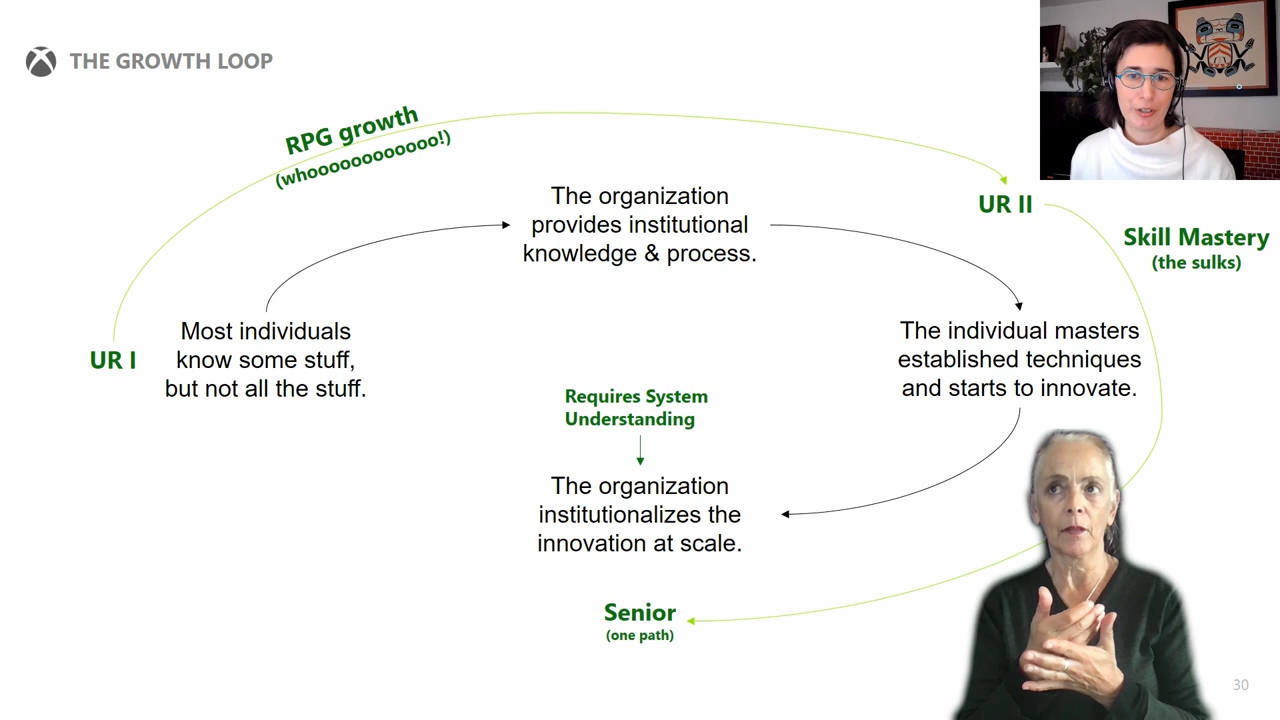 THE GROWTH LOOP
RPG growth
(whoooooooooooo!)
The organization
provides institutional
knowledge & process.
UR II
Skill Mastery
(the sulks)
UR I
Most individuals
know some stuff,
but not all the stuff.
The individual masters
established techniques
and starts to innovate.
Requires System
Understanding
The organization
institutionalizes the
innovation at scale.
Senior
(one path)
30